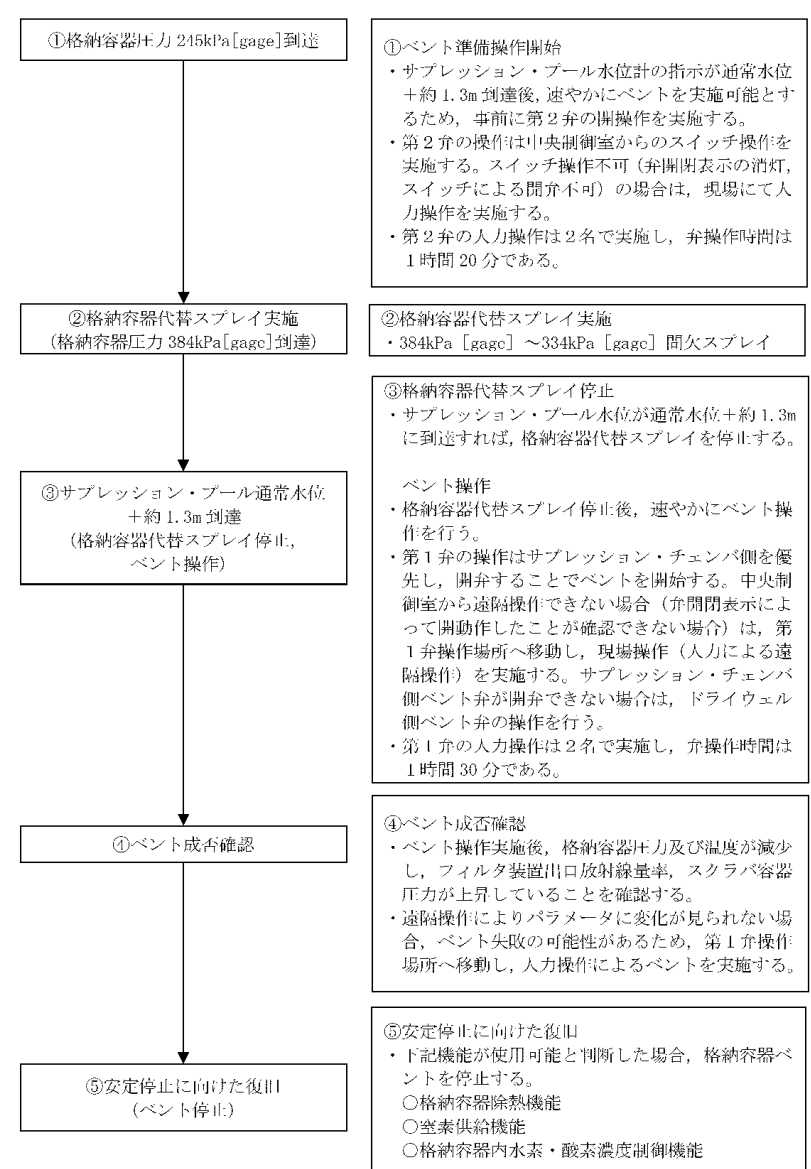 ①格納容器圧力 245kPa[gage]到達
①ベント準備操作開始
・サプレッション・プール水位計の指示が通常水位
＋約 1.3m 到達後，速やかにベントを実施可能とす
るため，事前に第２弁の開操作を実施する。
・第２弁の操作は中央制御室からのスイッチ操作を
実施する。スイッチ操作不可（弁開閉表示の消灯，
スイッチによる開弁不可）の場合は，現場にて人
力操作を実施する。
・第２弁の人力操作は２名で実施し，弁操作時間は
１時間 20 分である。
②格納容器代替スプレイ実施
(格納容器圧力 384kPa[gage]到達)
②格納容器代替スプレイ実施
・384kPa [gage] ～334kPa [gage] 間欠スプレイ
③サプレッション・プール通常水位
＋約 1.3m 到達
(格納容器代替スプレイ停止，
ベント操作)
③格納容器代替スプレイ停止
・サプレッション・プール水位が通常水位＋約 1.3m
に到達すれば，格納容器代替スプレイを停止する。
ベント操作
・格納容器代替スプレイ停止後，速やかにベント操
作を行う。
・第１弁の操作はサプレッション・チェンバ側を優
先し，開弁することでベントを開始する。中央制
御室から遠隔操作できない場合（弁開閉表示によ
って開動作したことが確認できない場合）は，第
１弁操作場所へ移動し，現場操作（人力による遠
隔操作）を実施する。サプレッション・チェンバ
側ベント弁が開弁できない場合は，ドライウェル
側ベント弁の操作を行う。
・第１弁の人力操作は２名で実施し，弁操作時間は
１時間 30 分である。
④ベント成否確認
④ベント成否確認
・ベント操作実施後，格納容器圧力及び温度が減少
し，フィルタ装置出口放射線量率，スクラバ容器
圧力が上昇していることを確認する。
・遠隔操作によりパラメータに変化が見られない場
合，ベント失敗の可能性があるため，第１弁操作
場所へ移動し，人力操作によるベントを実施する。
⑤安定停止に向けた復旧
(ベント停止)
⑤安定停止に向けた復旧
・下記機能が使用可能と判断した場合，格納容器ベ
ントを停止する。
○格納容器除熱機能
○窒素供給機能
○格納容器内水素・酸素濃度制御機能